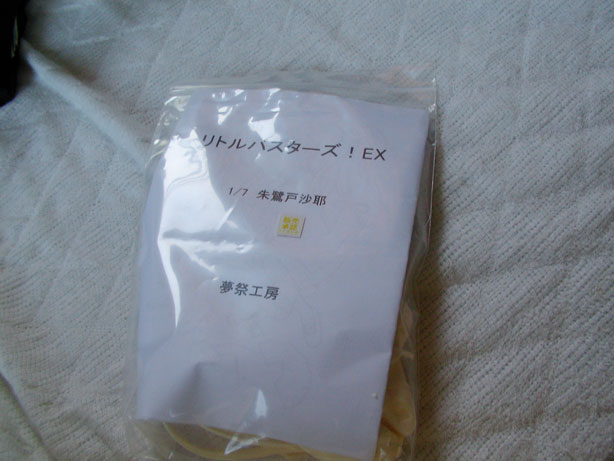 リトルバスターズ！EX
1/7 朱鷺戸沙耶
夢祭工房